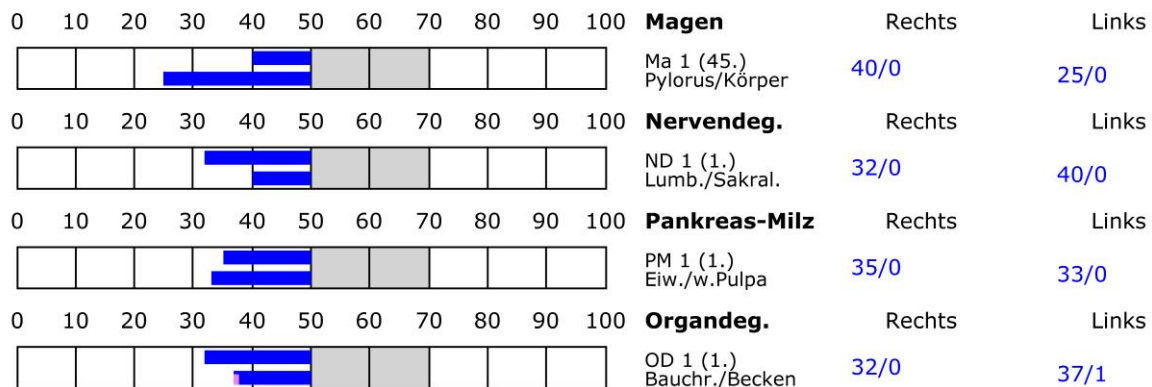 0 10 20 30 40 50 60 70 80 90 100 Magen Rechts Links
Ma 1 (45.) 40/0 25/0
Pylorus/Körper
0 10 20 30 40 50 60 70 80 90 100 Nervendeg. Rechts Links
ND 1 (1.) 32/0 40/0
Lumb./Sakral.
0 10 20 30 40 50 60 70 80 90 100 Pankreas-Milz Rechts Links
PM 1 (1.) 35/0 33/0
Eiw./w.Pulpa
0 10 20 30 40 50 60 70 80 90 100 Organdeg. Rechts Links
OD 1 (1.) 32/0 37/1
Bauchr./Becken